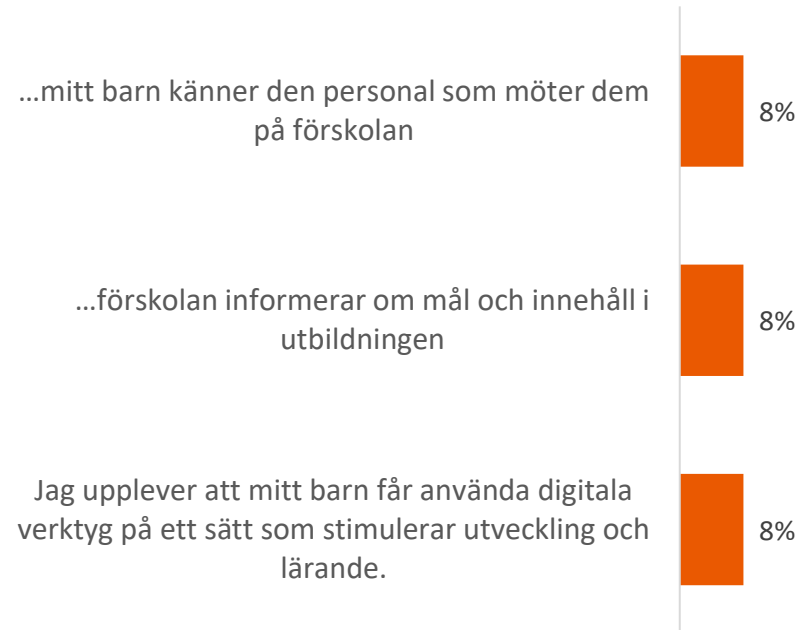 ...mitt barn känner den personal som möter dem
på förskolan
8%
...förskolan informerar om mål och innehåll i
utbildningen
8%
Jag upplever att mitt barn får använda digitala
verktyg på ett sätt som stimulerar utveckling och
lärande.
8%